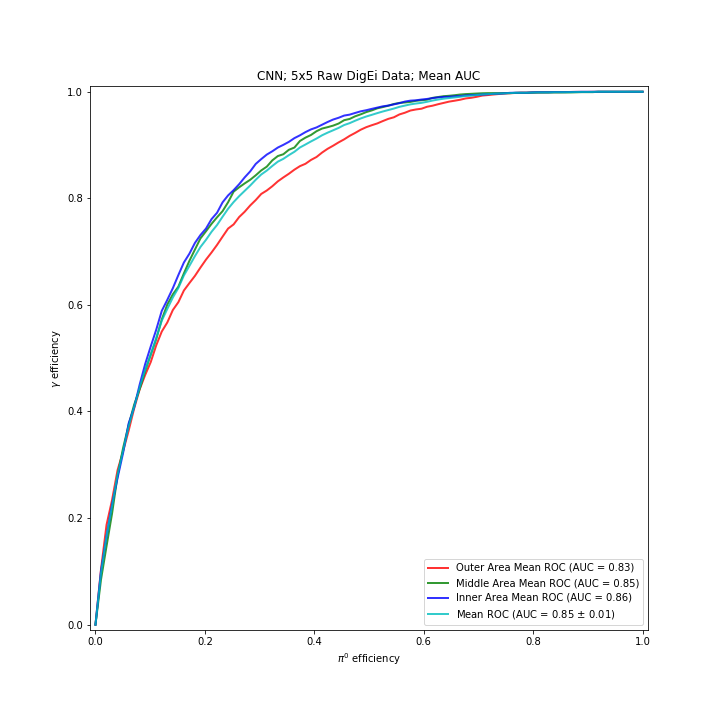 CNN; 5x5 Raw DigEi Data; Mean AUC
1.0
0.8
0.6
0.4
0.2
0.0
γ efficiency
Outer Area Mean ROC (AUC = 0.83)
Middle Area Mean ROC (AUC = 0.85)
Inner Area Mean ROC (AUC = 0.86)
Mean ROC (AUC = 0.85 ± 0.01)
0.0 0.2 0.4 0.6 0.8 1.0
π⁰ efficiency